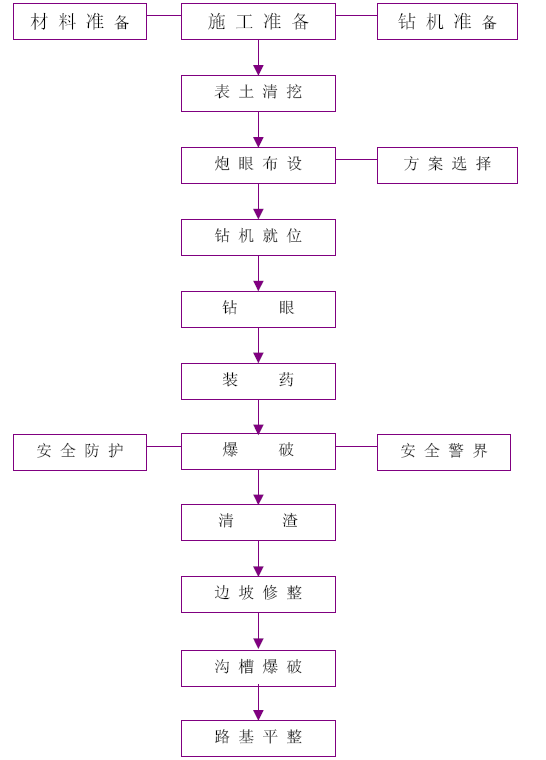 材料准备 施工准备 钻机准备
表土清挖
炮眼布设 方案选择
钻机就位
钻 眼
装 药
安全防护 爆 破 安全警界
清 渣
边坡修整
沟槽爆破
路基平整